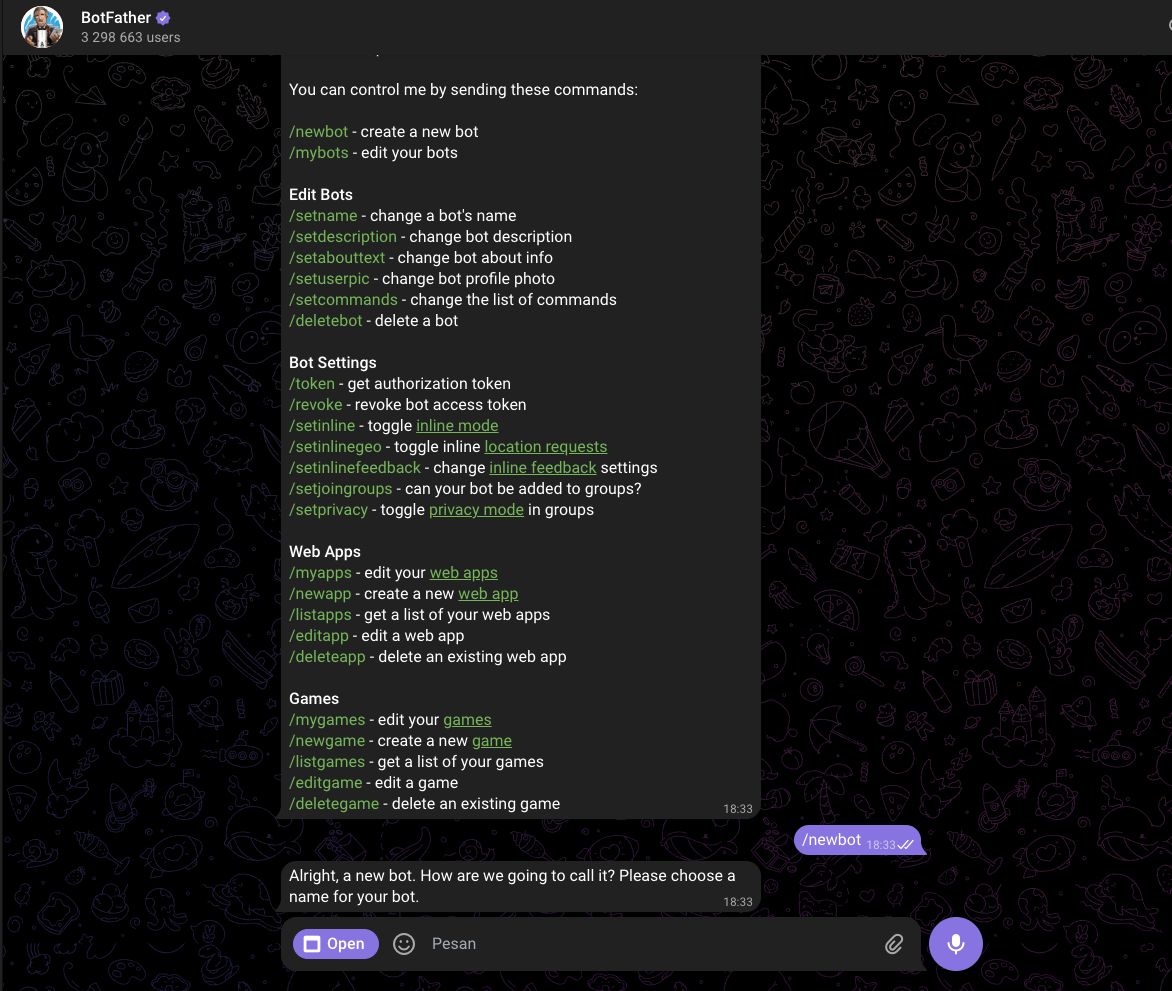 BotFather
3 298 663 users
You can control me by sending these commands:
/newbot - create a new bot
/mybots - edit your bots
Edit Bots
/setname - change a bot's name
/setdescription - change bot description
/setabouttext - change bot about info
/setuserpic - change bot profile photo
/setcommands - change the list of commands
/deletebot - delete a bot
Bot Settings
/token - get authorization token
/revoke - revoke bot access token
/setinline - toggle inline mode
/setinlinegeo - toggle inline location requests
/setinlinefeedback - change inline feedback settings
/setjoingroups - can your bot be added to groups?
/setprivacy - toggle privacy mode in groups
Web Apps
/myapps - edit your web apps
/newapp - create a new web app
/listapps - get a list of your web apps
/editapp - edit a web app
/deleteapp - delete an existing web app
Games
/mygames - edit your games
/newgame - create a new game
/listgames - get a list of your games
/editgame - edit a game
/deletegame - delete an existing game
18:33
/newbot 18:33
Alright, a new bot. How are we going to call it? Please choose a
name for your bot.
18:33
Open Pesan